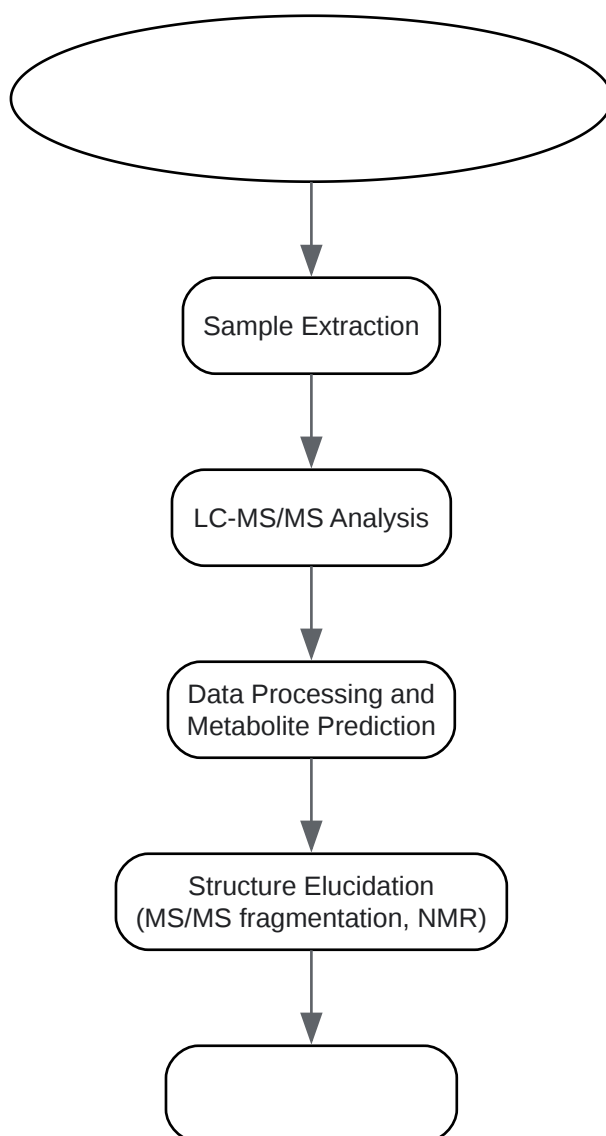 Sample Extraction
LC-MS/MS Analysis
Data Processing and
Metabolite Prediction
Structure Elucidation
(MS/MS fragmentation, NMR)